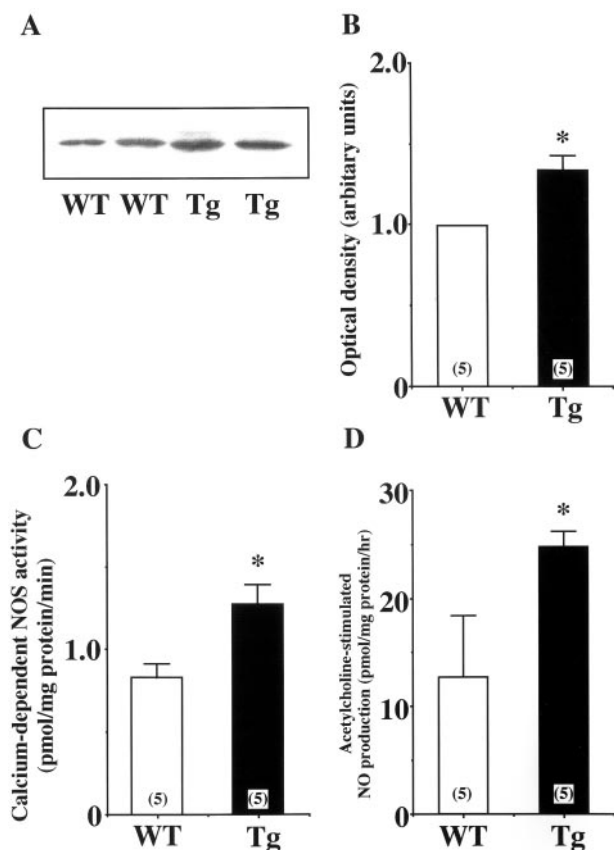 A
WT WT Tg Tg
B
Optical density (arbitary units)
2.0
1.0
0
*
(5) (5)
WT Tg
C
Calcium-dependent NOS activity
(pmol/mg protein/min)
2.0
1.0
0
*
(5) (5)
WT Tg
D
Acetylcholine-stimulated
NO production (pmol/mg protein/hr)
30
20
10
0
*
(5) (5)
WT Tg